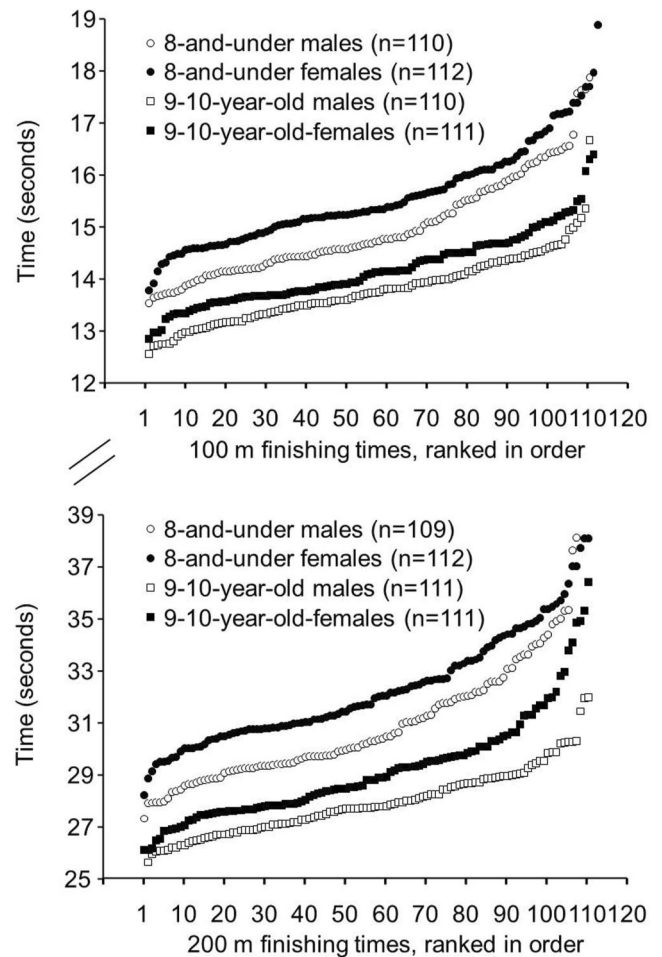 19
18
17
16
15
14
13
12
Time (seconds)
8-and-under males (n=110)
8-and-under females (n=112)
9-10-year-old males (n=110)
9-10-year-old-females (n=111)
1 10 20 30 40 50 60 70 80 90 100 110 120
100 m finishing times, ranked in order
39
37
35
33
31
29
27
25
Time (seconds)
8-and-under males (n=109)
8-and-under females (n=112)
9-10-year-old males (n=111)
9-10-year-old-females (n=111)
1 10 20 30 40 50 60 70 80 90 100 110 120
200 m finishing times, ranked in order